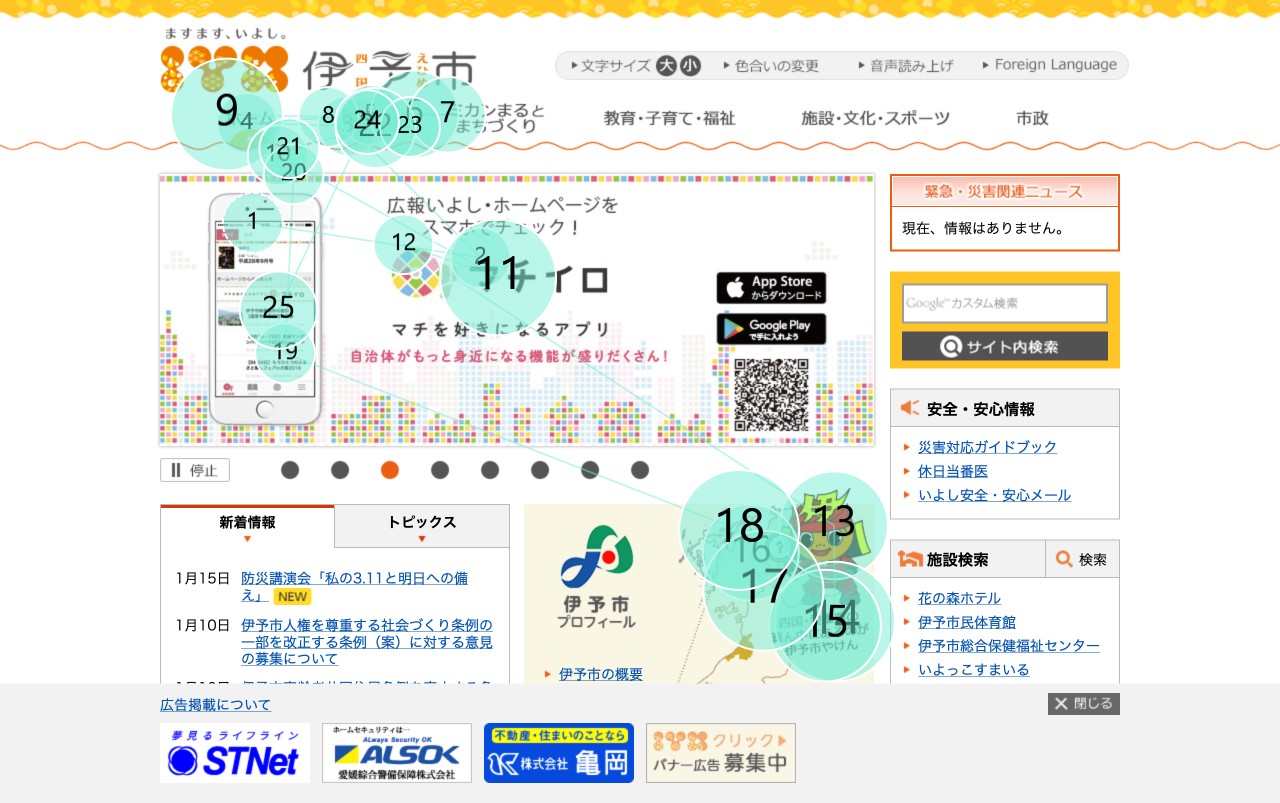 ますます、いよし。
伊予市
四国
えひめ
文字サイズ 大 小
色合いの変更
音声読み上げ
Foreign Language
ミカンまると
まちづくり
教育・子育て・福祉
施設・文化・スポーツ
市政
9
4
8
24
22
23
7
21
20
1
12
2
11
25
19
広報いよし・ホームページを
スマホでチェック！
マチイロ
マチを好きになるアプリ
自治体がもっと身近になる機能が盛りだくさん！
App Store
からダウンロード
Google Play
で手に入れよう
緊急・災害関連ニュース
現在、情報はありません。
Google™ カスタム検索
サイト内検索
安全・安心情報
災害対応ガイドブック
休日当番医
いよし安全・安心メール
停止
新着情報
トピックス
1月15日 防災講演会「私の3.11と明日への備
え」 NEW
1月10日 伊予市人権を尊重する社会づくり条例の
一部を改正する条例（案）に対する意見
の募集について
18
13
16
17
15
14
伊予市
プロフィール
伊予市やけん
伊予市の概要
施設検索
検索
花の森ホテル
伊予市民体育館
伊予市総合保健福祉センター
いよっこすまいる
広告掲載について
閉じる
夢見るライフライン
STNet
ホームセキュリティは…
ALways Security OK
ALSOK
愛媛綜合警備保障株式会社
不動産・住まいのことなら
株式会社 亀岡
クリック
バナー広告 募集中